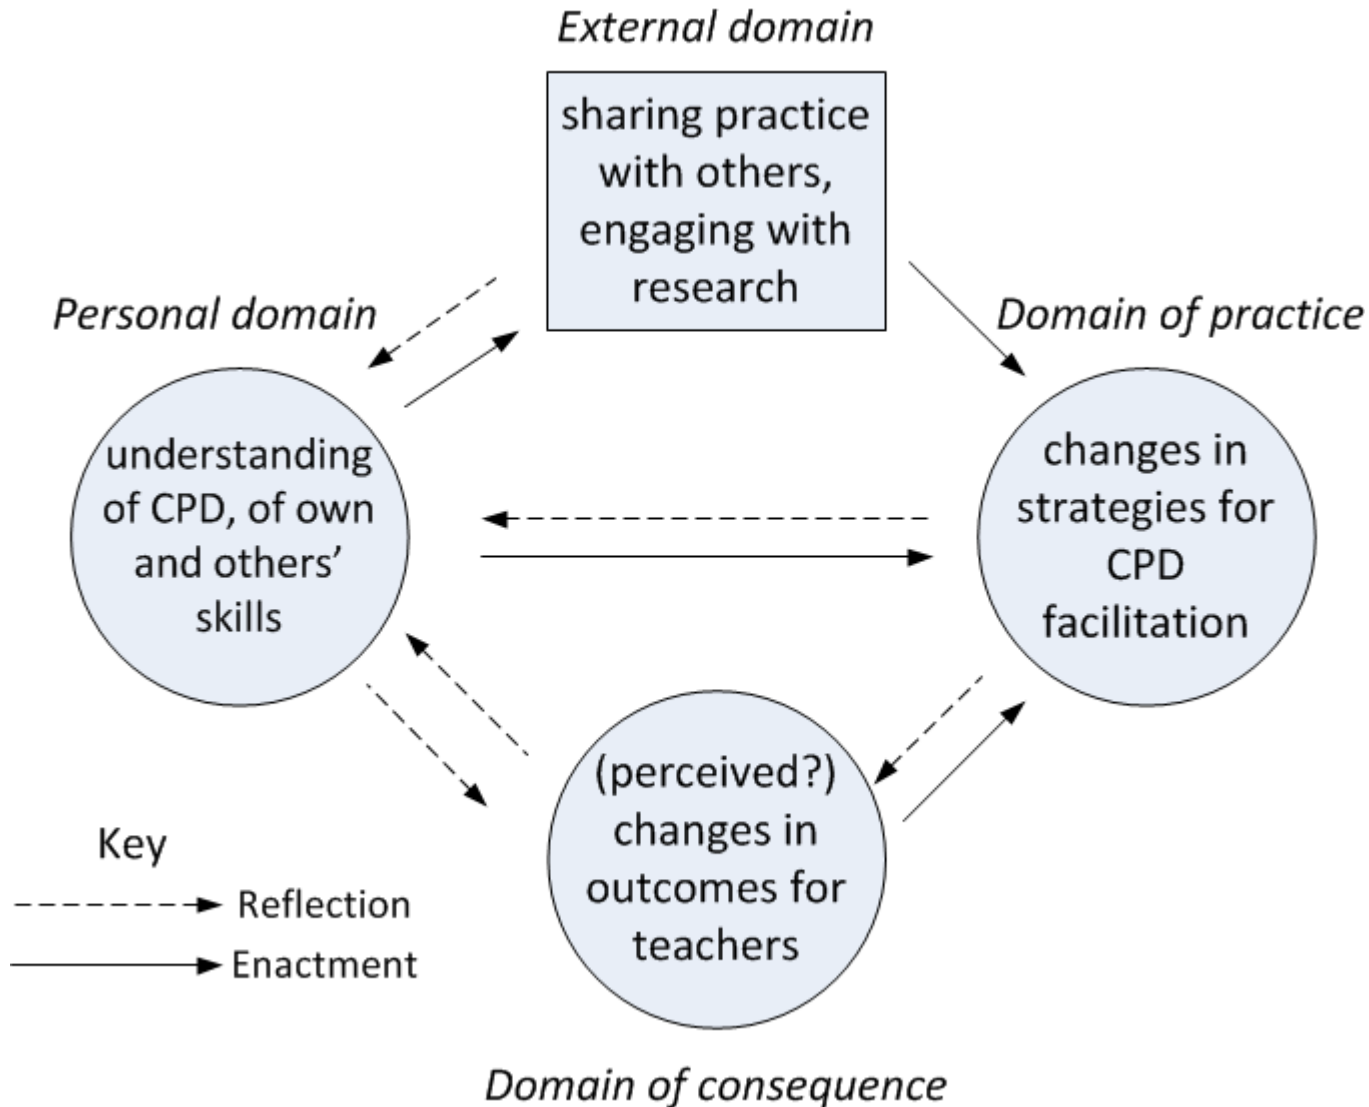 External domain
sharing practice
with others,
engaging with
research
Personal domain
Domain of practice
understanding
of CPD, of own
and others’
skills
changes in
strategies for
CPD
facilitation
(perceived?)
changes in
outcomes for
teachers
Key
Reflection
Enactment
Domain of consequence